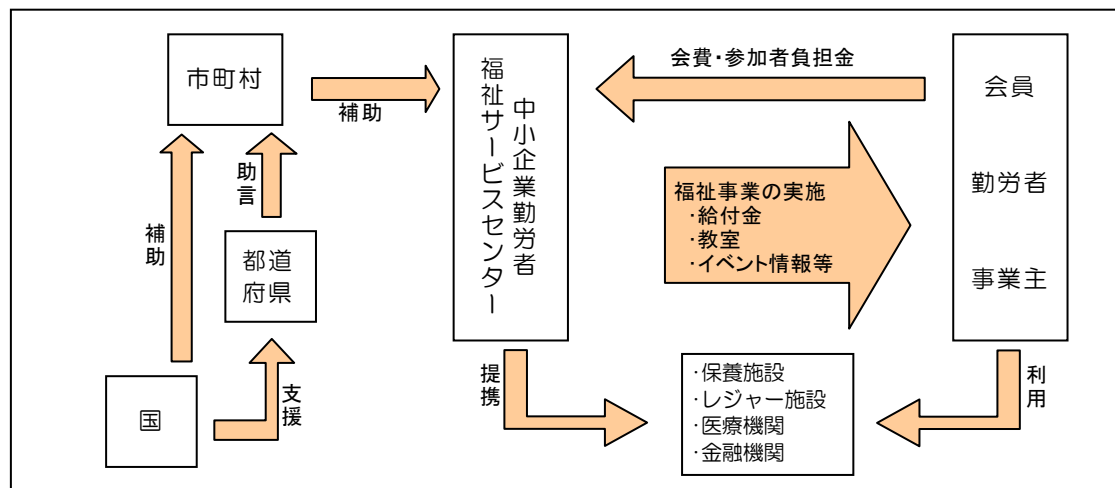 市町村
補助
助言
補助
都道
府県
国
支援
中小企業勤労者
福祉サービスセンター
会費・参加者負担金
福祉事業の実施
・給付金
・教室
・イベント情報等
会員
勤労者
事業主
提携
・保養施設
・レジャー施設
・医療機関
・金融機関
利用